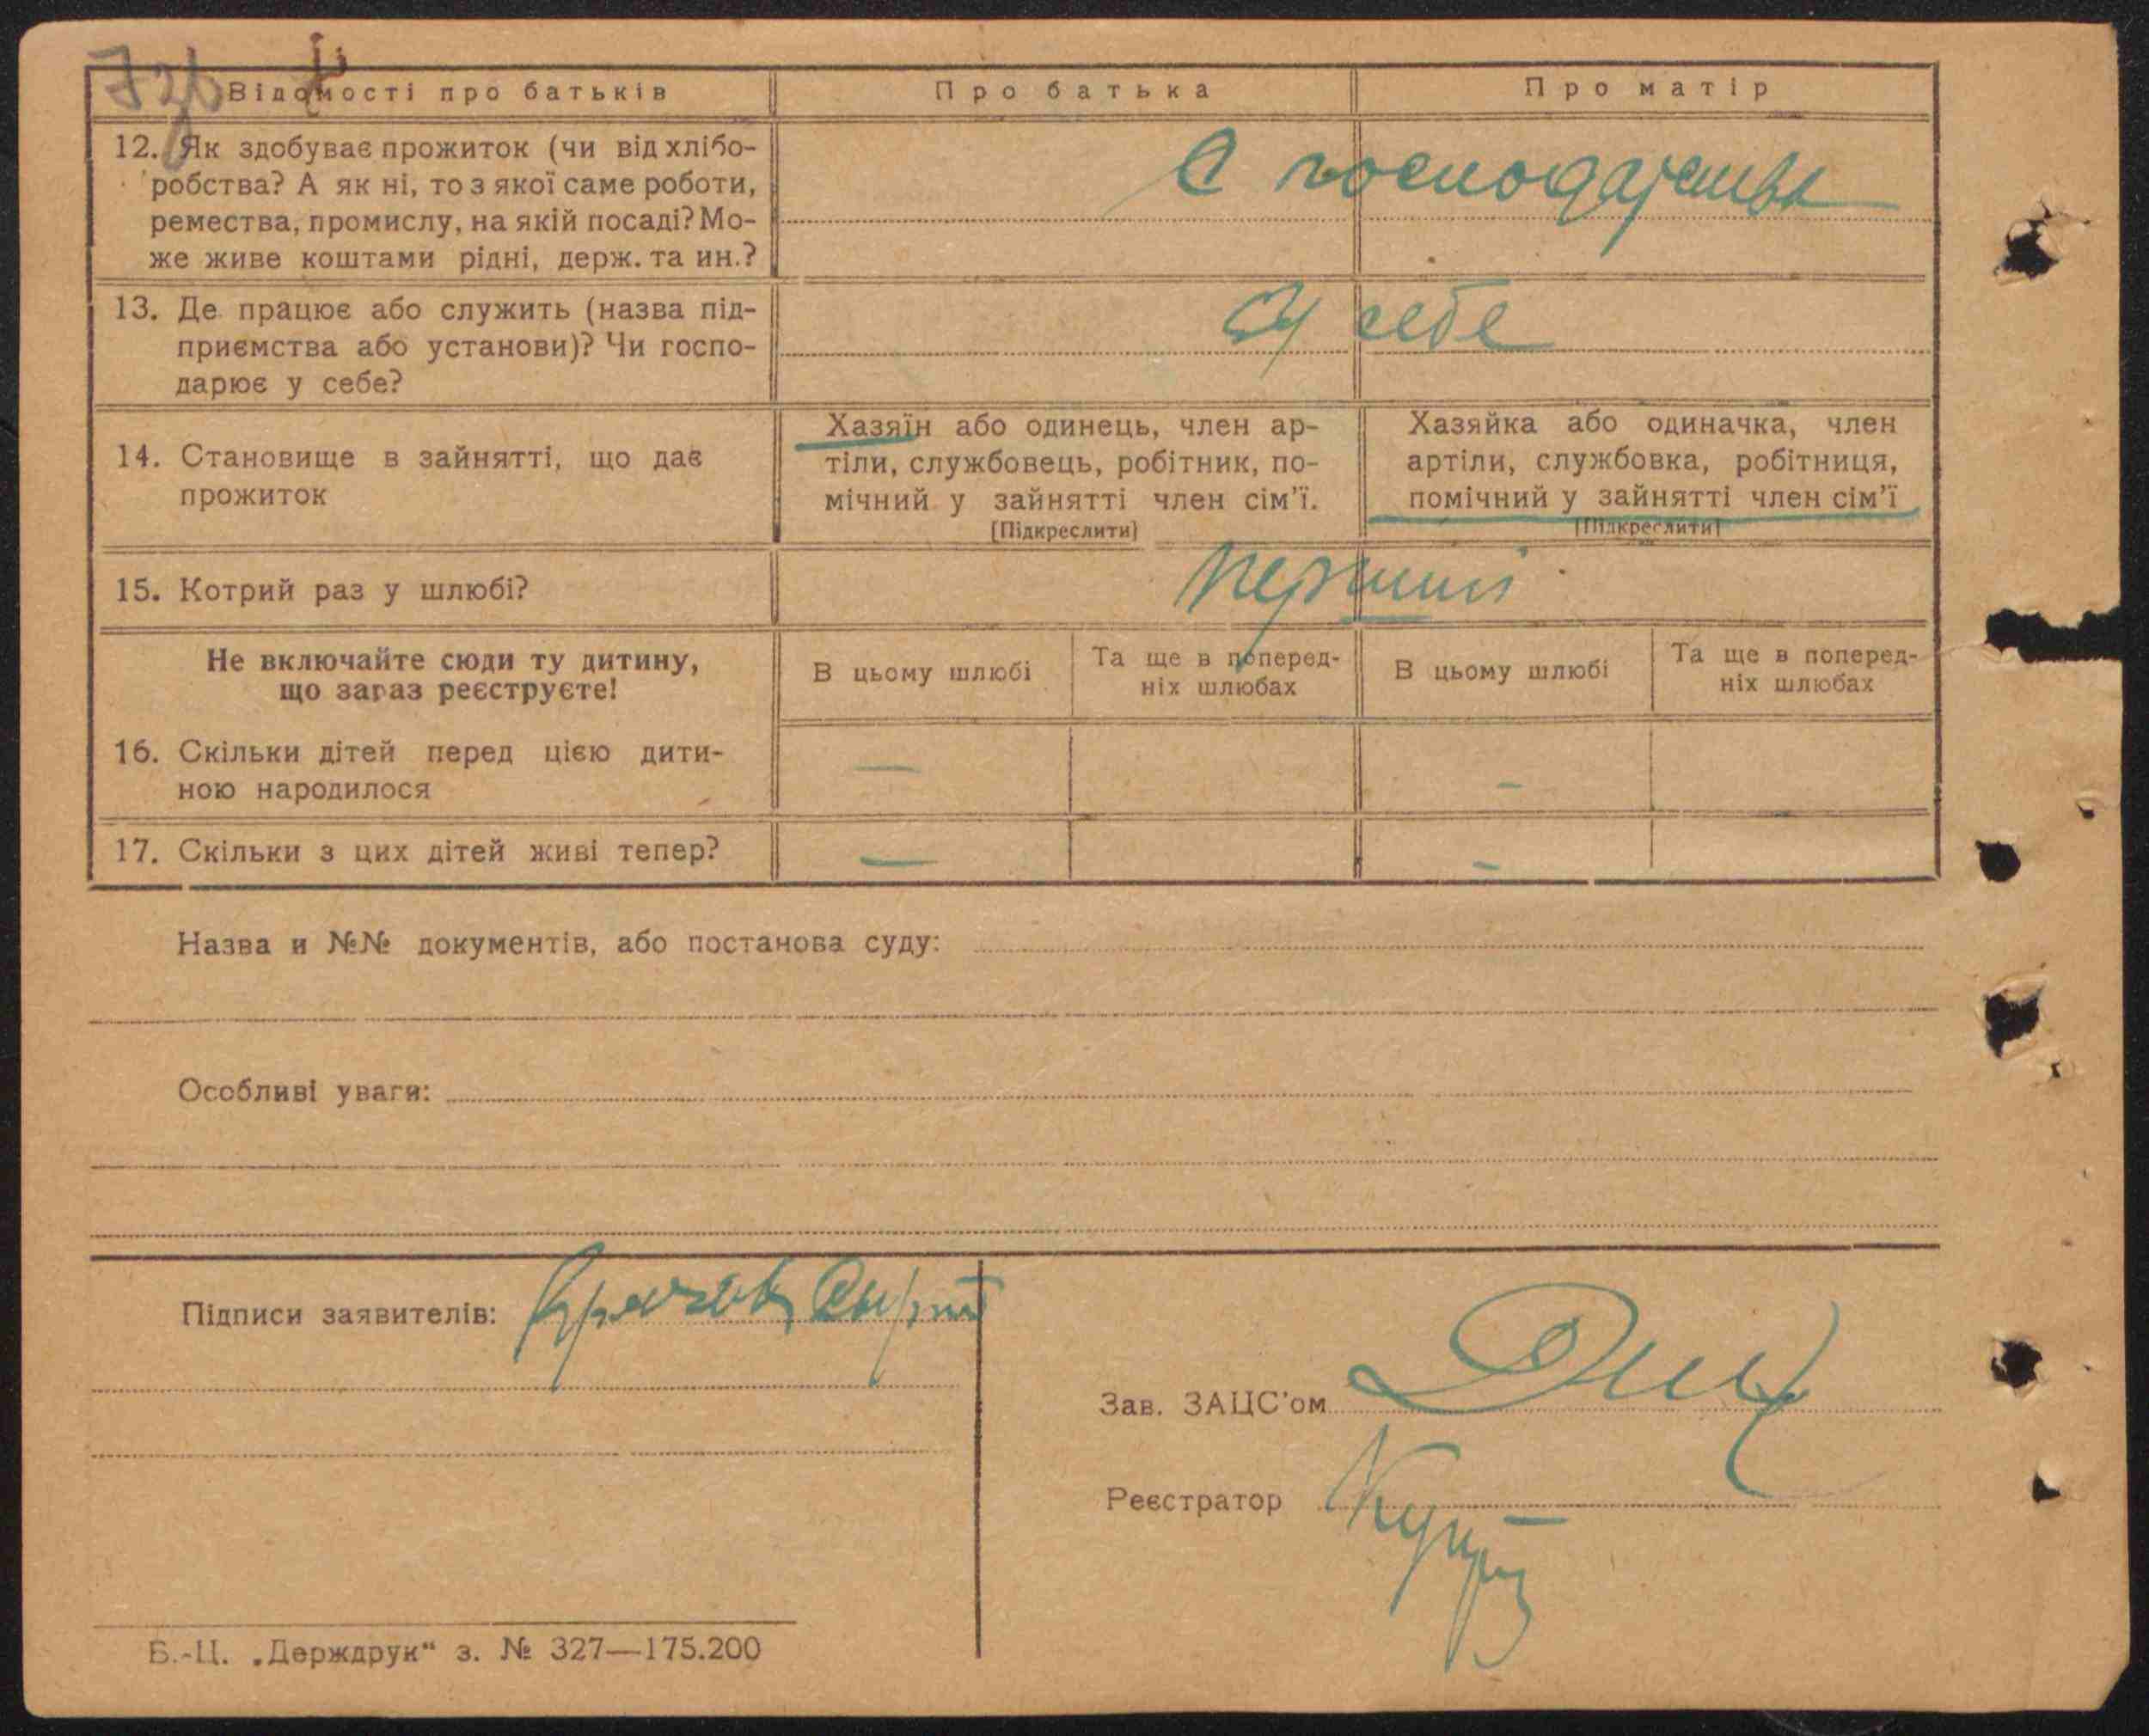 Відомості про батьків
Про батька
Про матір
12. Як здобуває прожиток (чи від хлібо-
робства? А як ні, то з якої саме роботи,
ремества, промислу, на якій посаді? Мо-
же живе коштами рідні, держ. та ин.?
С господарства
13. Де працює або служить (назва під-
приємства або установи)? Чи госпо-
дарює у себе?
У себе
14. Становище в зайнятті, що дає
прожиток
Хазяїн або одинець, член ар-
тіли, службовець, робітник, по-
мічний у зайнятті член сім’ї.
(Підкреслити)
Хазяйка або одиначка, член
артіли, службовка, робітниця,
помічний у зайнятті член сім’ї
(Підкреслити)
15. Котрий раз у шлюбі?
Перший
Не включайте сюди ту дитину,
що зараз реєструєте!
В цьому шлюбі
Та ще в поперед-
ніх шлюбах
В цьому шлюбі
Та ще в поперед-
ніх шлюбах
16. Скільки дітей перед цією дити-
ною народилося
—
—
17. Скільки з цих дітей живі тепер?
—
—
Назва и №№ документів, або постанова суду:
Особливі уваги:
Підписи заявителів:
Зав. ЗАЦС’ом
Реєстратор
Б.-Ц. „Держдрук“ з. № 327—175.200